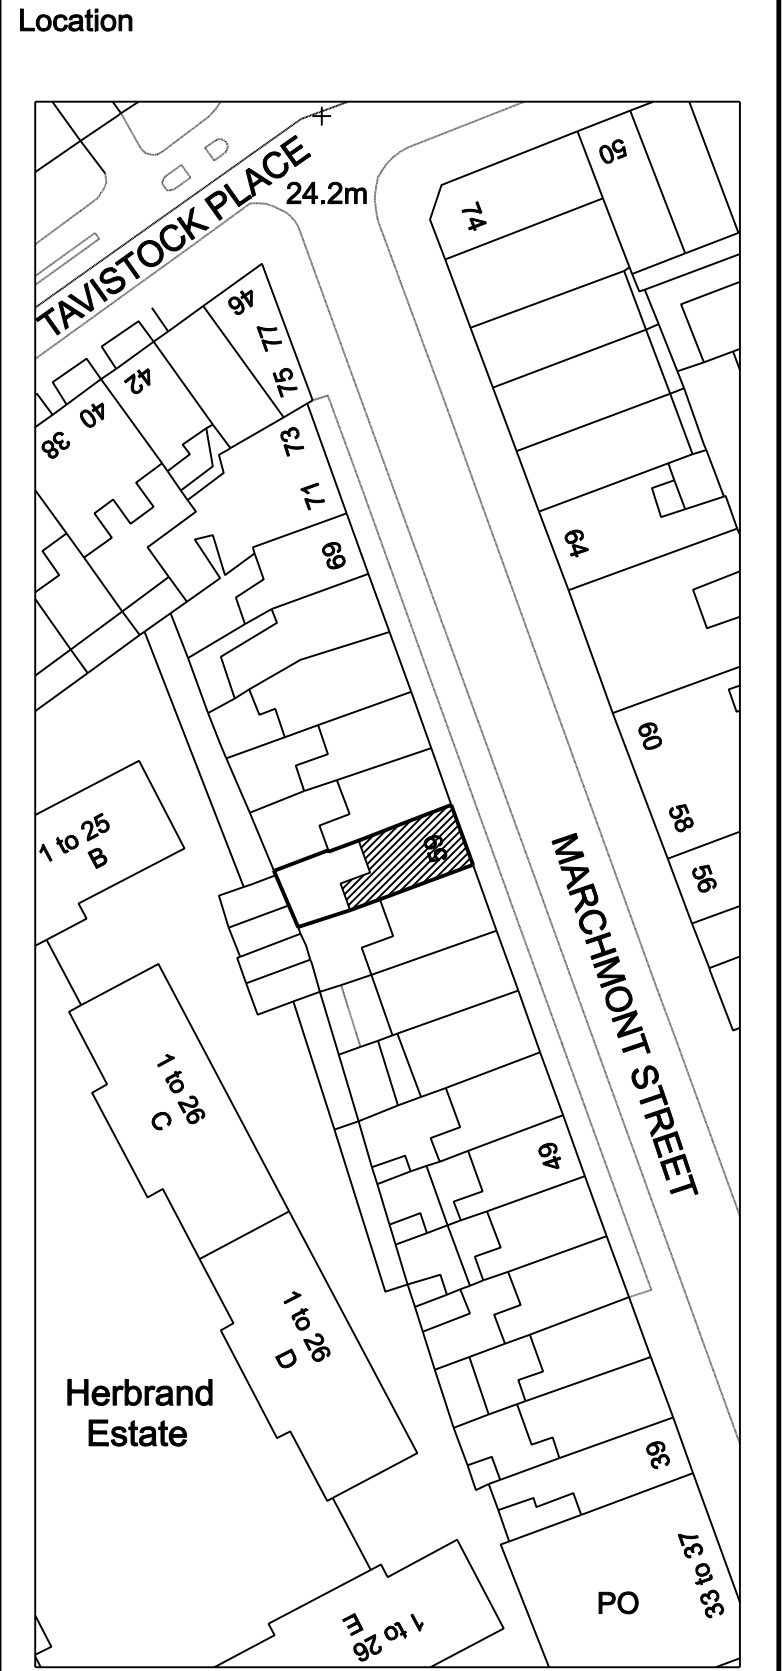 Location
TAVISTOCK PLACE
24.2m
50
74
46
77
75
42
40
38
73
71
69
64
60
58
56
59
1 to 25
B
MARCHMONT STREET
1 to 26
C
49
1 to 26
D
Herbrand
Estate
39
33 to 37
PO
1 to 26
E